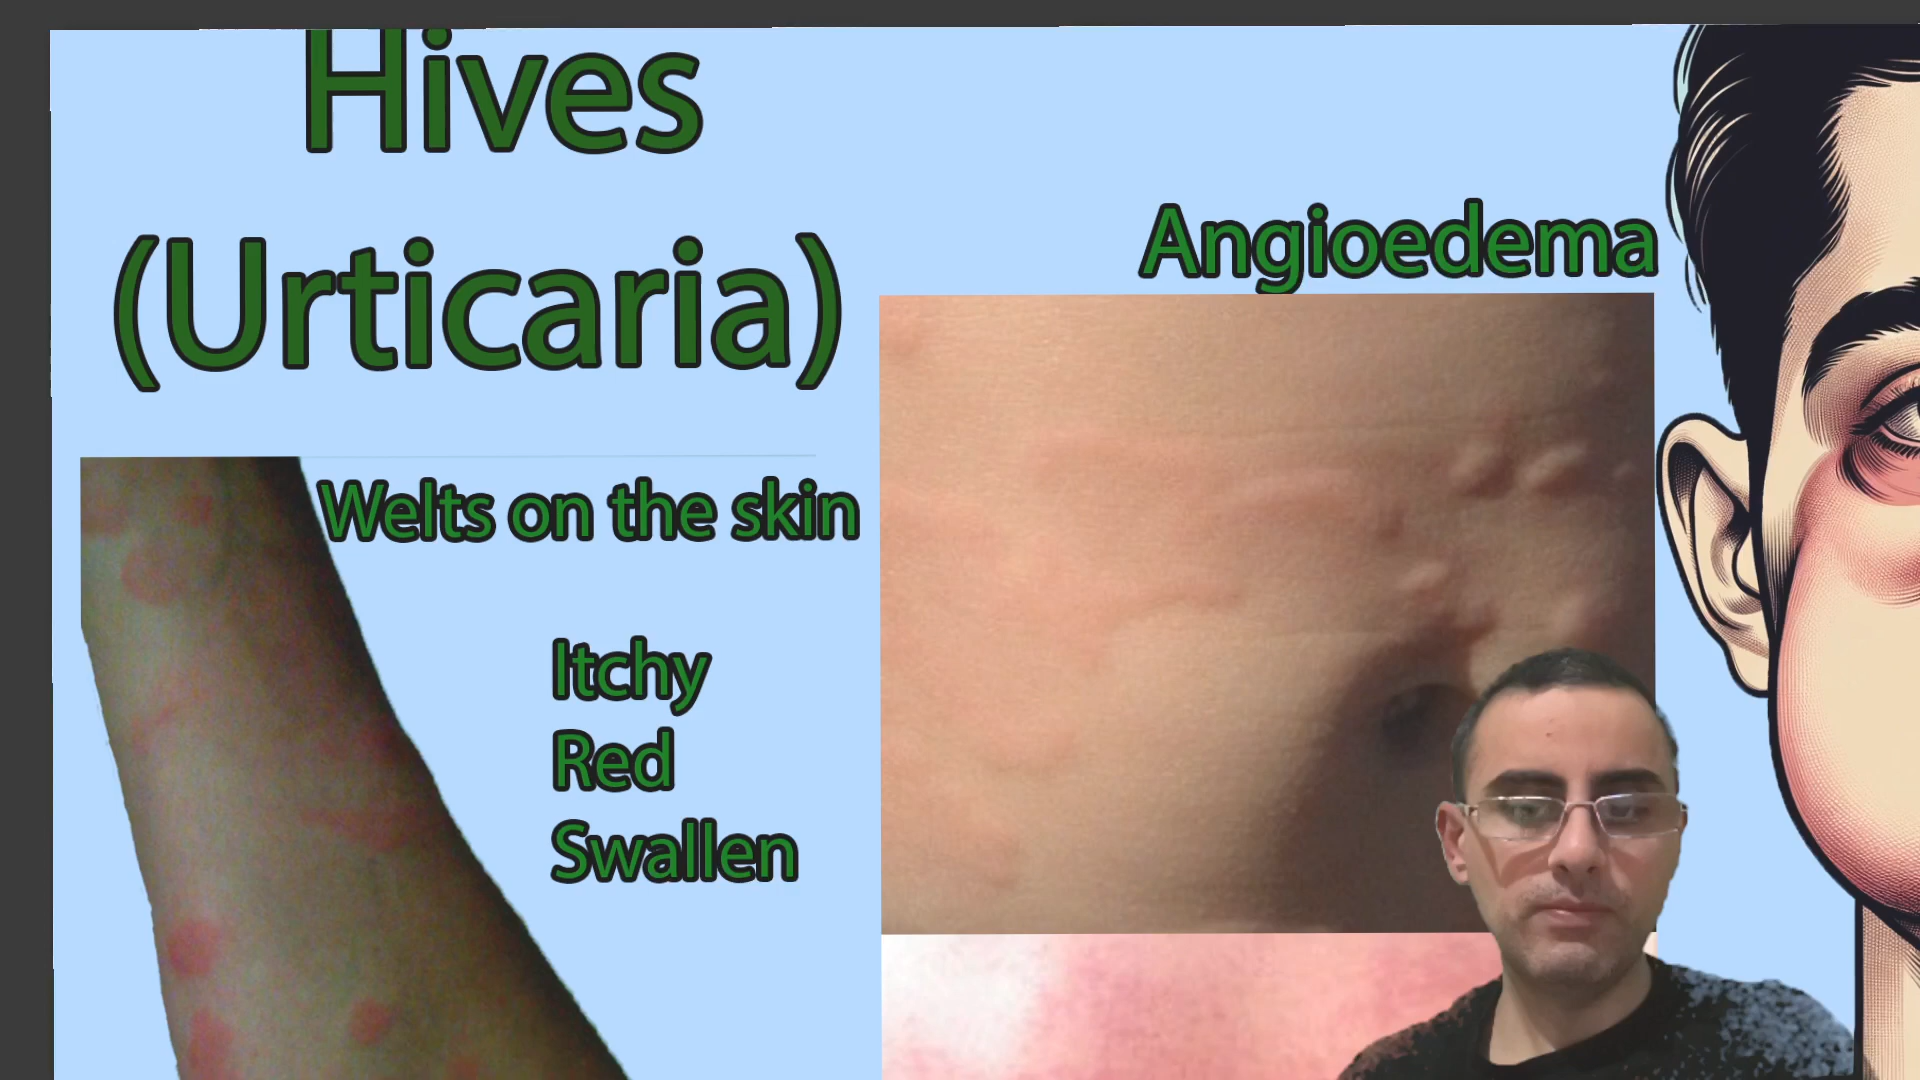 Hives
(Urticaria)
Angioedema
Welts on the skin
Itchy
Red
Swallen